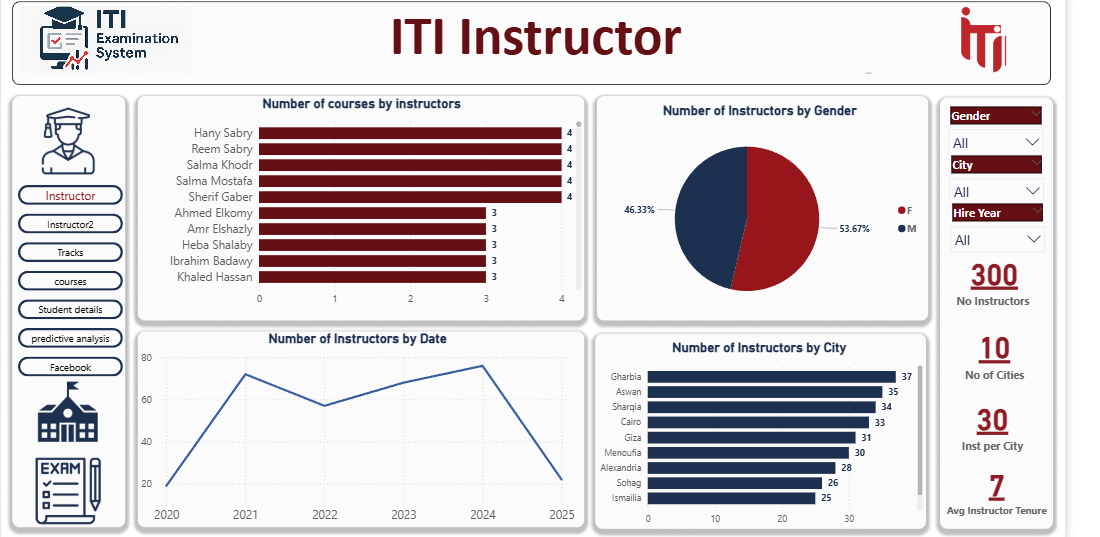 ITI
Examination
System
ITI Instructor
iTi
Instructor
Instructor2
Tracks
courses
Student details
predictive analysis
Facebook
EXAM
Number of courses by instructors
Hany Sabry 4
Reem Sabry 4
Salma Khodr 4
Salma Mostafa 4
Sherif Gaber 4
Ahmed Elkomy 3
Amr Elshazly 3
Heba Shalaby 3
Ibrahim Badawy 3
Khaled Hassan 3
0 1 2 3 4
Number of Instructors by Gender
46.33%
53.67%
F
M
Number of Instructors by Date
80
60
40
20
2020 2021 2022 2023 2024 2025
Number of Instructors by City
Gharbia 37
Aswan 35
Sharqia 34
Cairo 33
Giza 31
Menoufia 30
Alexandria 28
Sohag 26
Ismailia 25
0 10 20 30
Gender
All
City
All
Hire Year
All
300
No Instructors
10
No of Cities
30
Inst per City
7
Avg Instructor Tenure